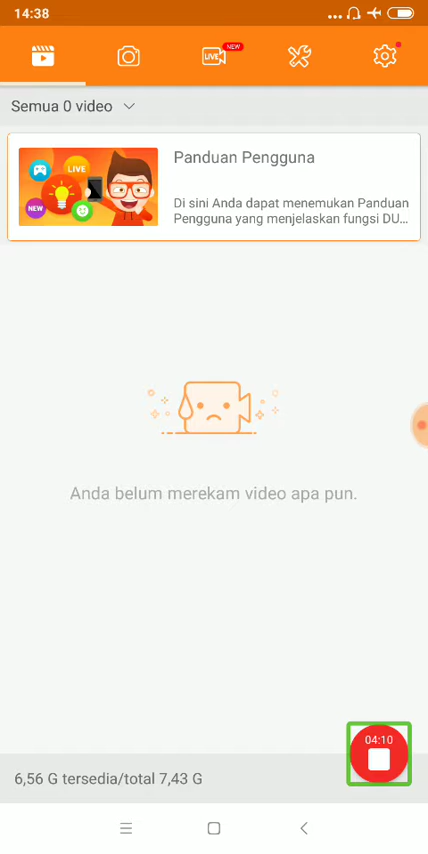 14:38
LIVE
NEW
Semua 0 video
LIVE
NEW
Panduan Pengguna
Di sini Anda dapat menemukan Panduan
Pengguna yang menjelaskan fungsi DU...
Anda belum merekam video apa pun.
04:10
6,56 G tersedia/total 7,43 G